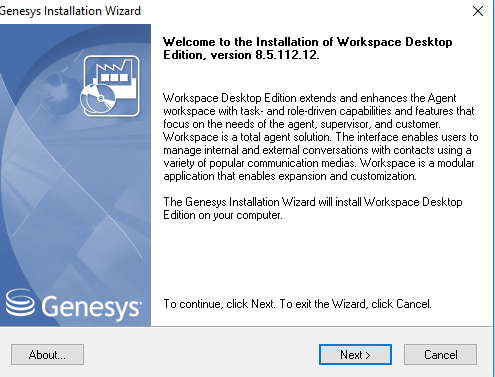 Genesys Installation Wizard
Welcome to the Installation of Workspace Desktop
Edition, version 8.5.112.12.
Workspace Desktop Edition extends and enhances the Agent
workspace with task- and role-driven capabilities and features that
focus on the needs of the agent, supervisor, and customer.
Workspace is a total agent solution. The interface enables users to
manage internal and external conversations with contacts using a
variety of popular communication medias. Workspace is a modular
application that enables expansion and customization.
The Genesys Installation Wizard will install Workspace Desktop
Edition on your computer.
Genesys
To continue, click Next. To exit the Wizard, click Cancel.
About...
Next >
Cancel